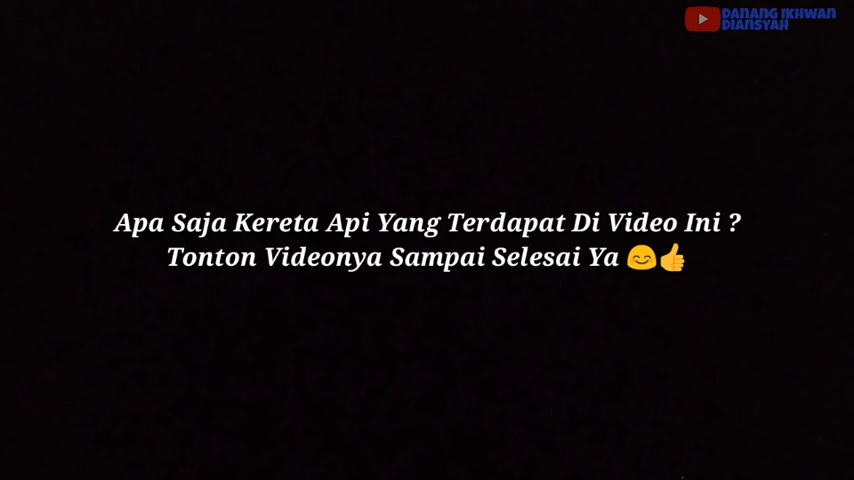 DANANG IKHWAN
DIANSYAH
Apa Saja Kereta Api Yang Terdapat Di Video Ini ?
Tonton Videonya Sampai Selesai Ya 😊👍